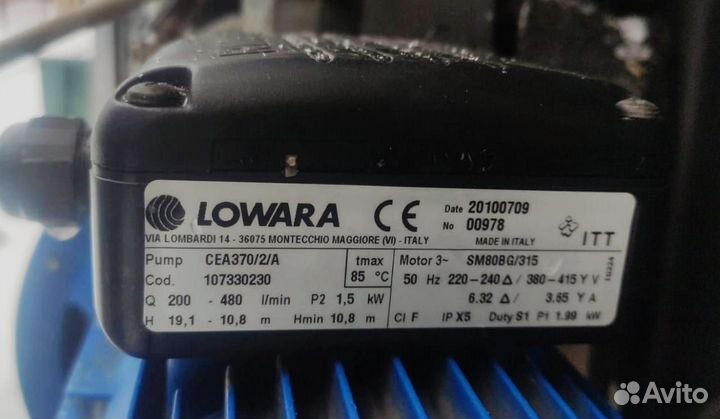 LOWARA CE Date 20100709
No 00978
VIA LOMBARDI 14 - 36075 MONTECCHIO MAGGIORE (VI) - ITALY MADE IN ITALY ITT
Pump CEA370/2/A tmax Motor 3~ SM80BG/315
Cod. 107330230 85 °C 50 Hz 220-240 Δ / 380-415 Y V
Q 200 - 480 l/min P2 1,5 kW 6.32 Δ / 3.65 Y A
H 19,1 - 10,8 m Hmin 10,8 m Cl F IP X5 Duty S1 P1 1.99 kW
Avito